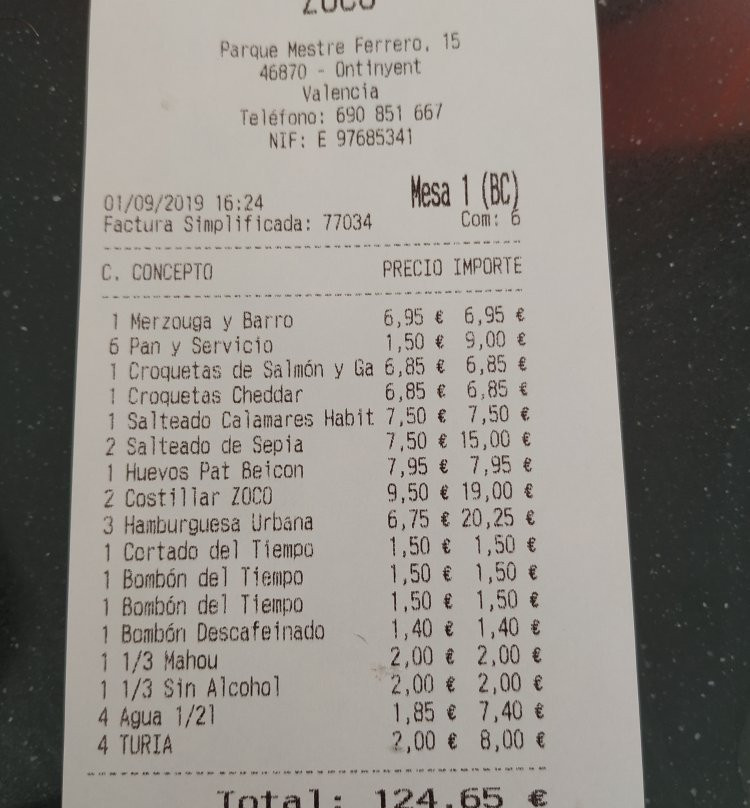 ZOCO
Parque Mestre Ferrero, 15
46870 - Ontinyent
Valencia
Teléfono: 690 851 667
NIF: E 97685341
Mesa 1 (BC)
01/09/2019 16:24
Factura Simplificada: 77034 Com: 6
C. CONCEPTO PRECIO IMPORTE
1 Merzouga y Barro 6,95 € 6,95 €
6 Pan y Servicio 1,50 € 9,00 €
1 Croquetas de Salmón y Ga 6,85 € 6,85 €
1 Croquetas Cheddar 6,85 € 6,85 €
1 Salteado Calamares Habit 7,50 € 7,50 €
2 Salteado de Sepia 7,50 € 15,00 €
1 Huevos Pat Beicon 7,95 € 7,95 €
2 Costillar ZOCO 9,50 € 19,00 €
3 Hamburguesa Urbana 6,75 € 20,25 €
1 Cortado del Tiempo 1,50 € 1,50 €
1 Bombón del Tiempo 1,50 € 1,50 €
1 Bombón del Tiempo 1,50 € 1,50 €
1 Bombón Descafeinado 1,40 € 1,40 €
1 1/3 Mahou 2,00 € 2,00 €
1 1/3 Sin Alcohol 2,00 € 2,00 €
4 Agua 1/2l 1,85 € 7,40 €
4 TURIA 2,00 € 8,00 €
Total: 124,65 €